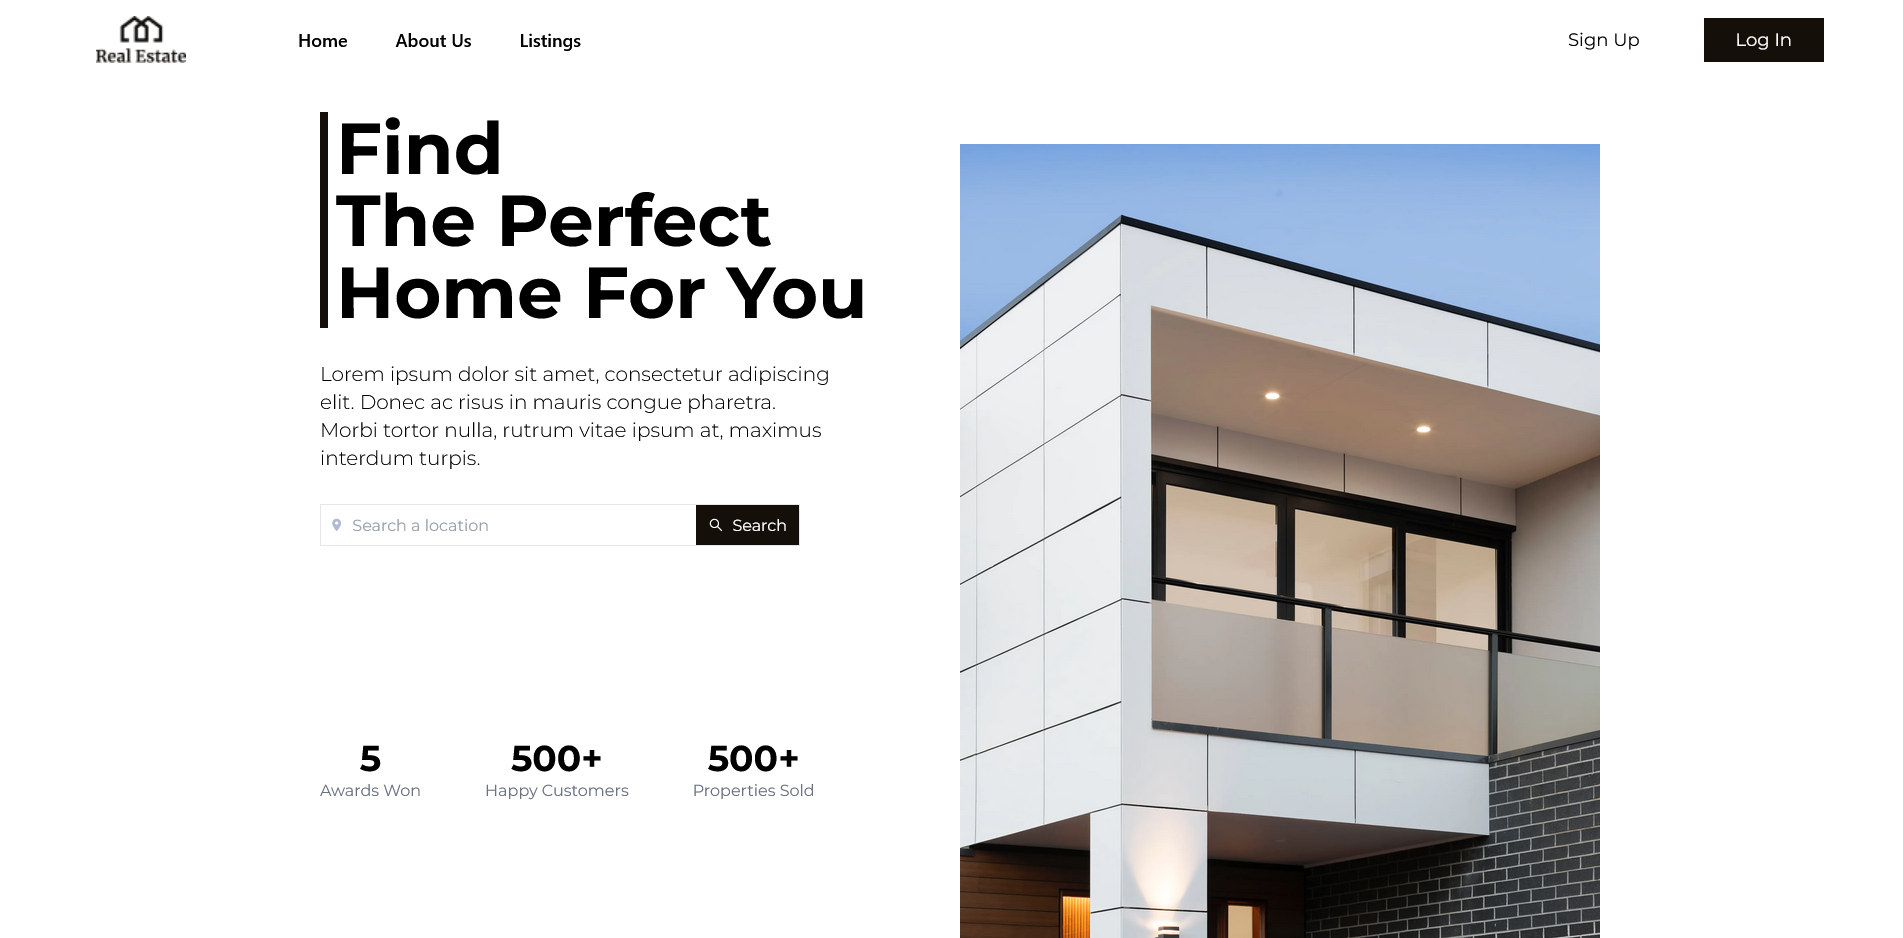 Real Estate
Home
About Us
Listings
Sign Up
Log In
Find
The Perfect
Home For You
Lorem ipsum dolor sit amet, consectetur adipiscing
elit. Donec ac risus in mauris congue pharetra.
Morbi tortor nulla, rutrum vitae ipsum at, maximus
interdum turpis.
Search a location
Search
5
Awards Won
500+
Happy Customers
500+
Properties Sold